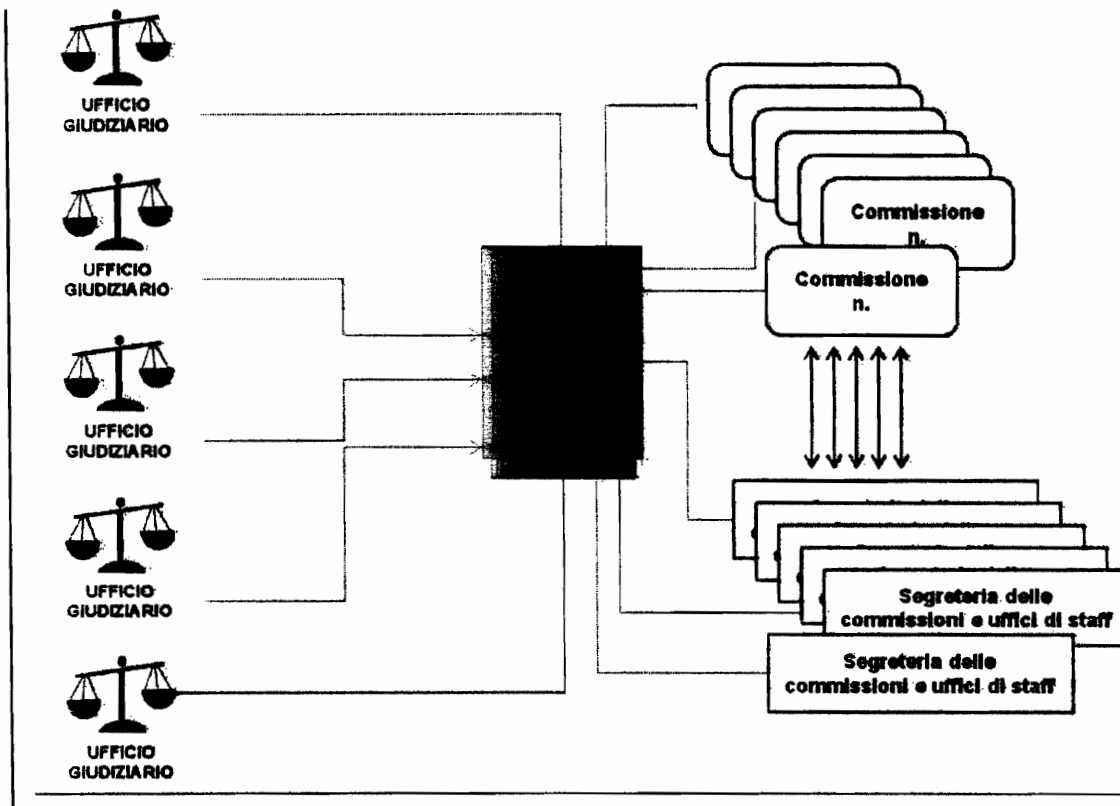 UFFICIO
GIUDIZIARIO
UFFICIO
GIUDIZIARIO
UFFICIO
GIUDIZIARIO
UFFICIO
GIUDIZIARIO
UFFICIO
GIUDIZIARIO
Commissione
n.
Commissione
n.
Segreteria delle
commissioni e uffici di staff
Segreteria delle
commissioni e uffici di staff